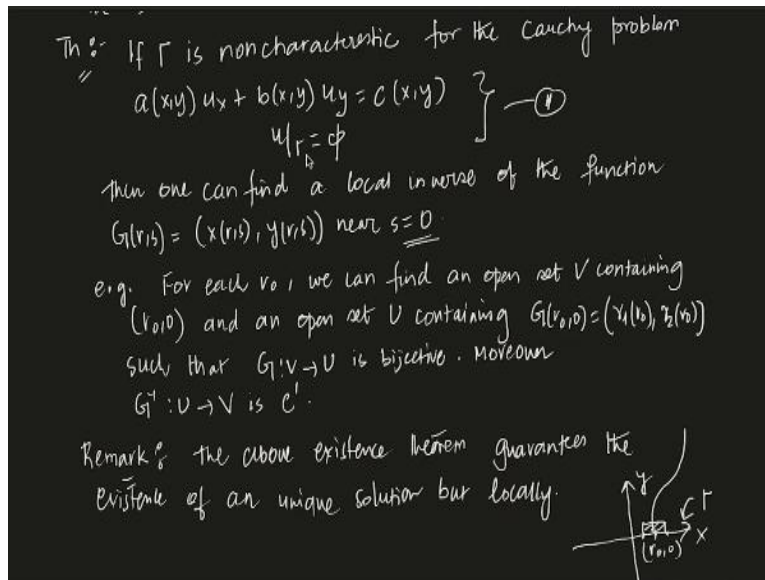 Th :- If Γ is noncharacteristic for the Cauchy problem
a(x,y) ux + b(x,y) uy = c(x,y)
u|Γ = φ
then one can find a local inverse of the function
G(r,s) = (x(r,s), y(r,s)) near s=0
e.g. For each r0, we can find an open set V containing
(r0,0) and an open set U containing G(r0,0) = (γ1(r0), γ2(r0))
such that G: V → U is bijective. Moreover
G⁻¹: U → V is C¹.
Remark : the above existence theorem guarantees the
existence of an unique solution but locally.
y
Γ
x
(r0,0)